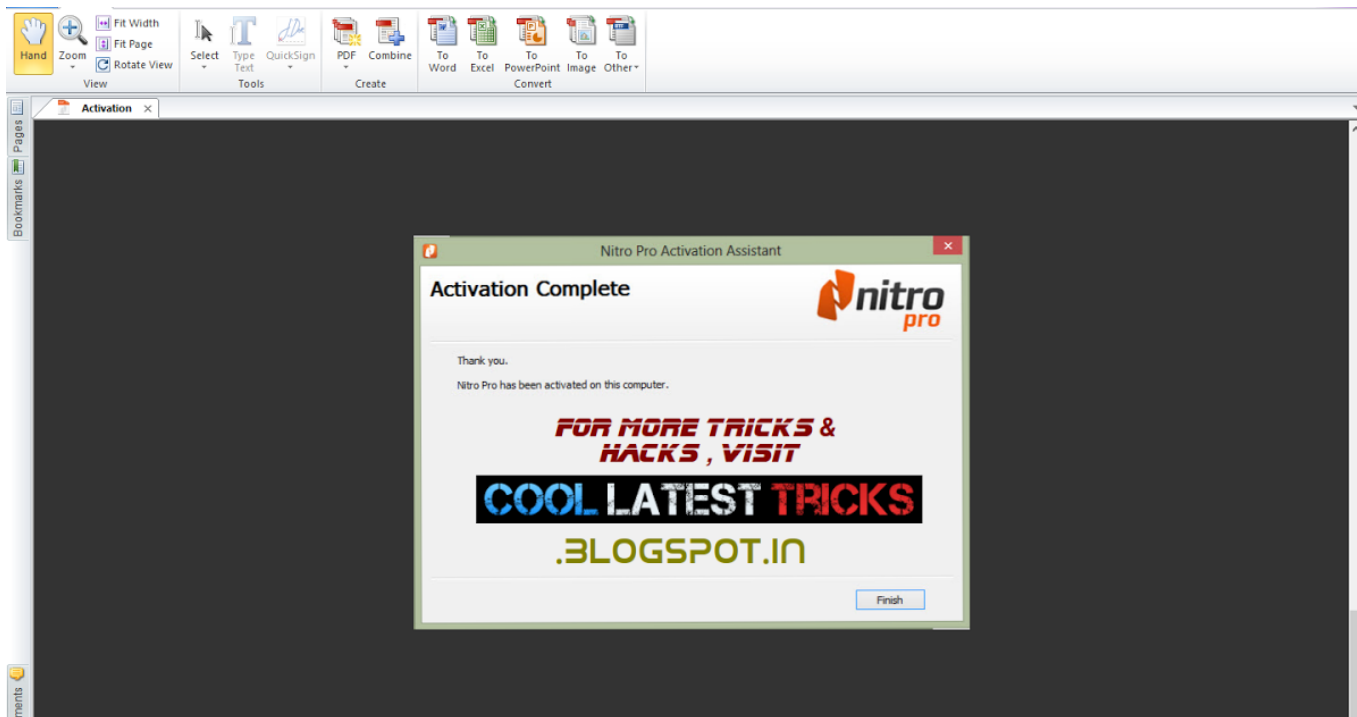 Hand
Zoom
Fit Width
Fit Page
Rotate View
View
Select
Type
Text
QuickSign
Tools
PDF
Combine
Create
To
Word
To
Excel
To
PowerPoint
To
Image
To
Other
Convert
Activation
Pages
Bookmarks
Nitro Pro Activation Assistant
Activation Complete
nitro
pro
Thank you.
Nitro Pro has been activated on this computer.
FOR MORE TRICKS &
HACKS , VISIT
COOL LATEST TRICKS
.BLOGSPOT.IN
Finish